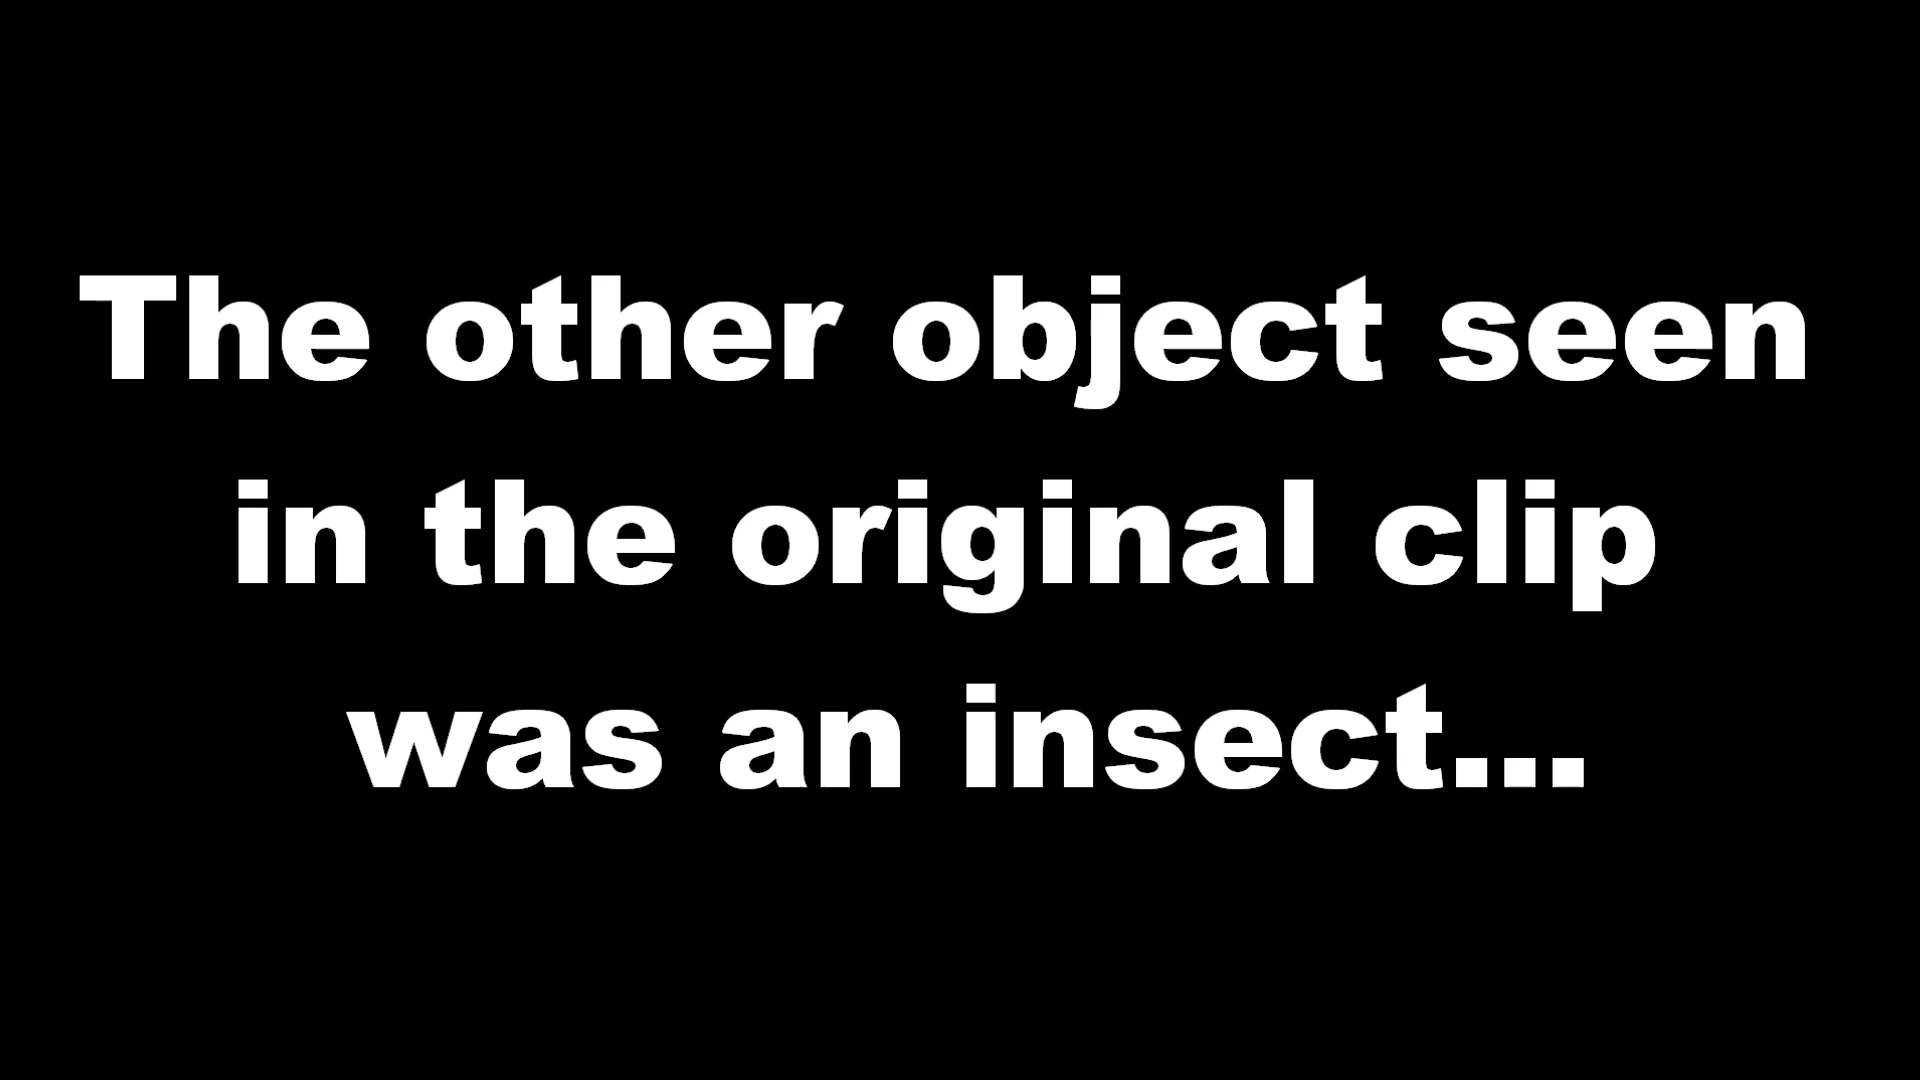 The other object seen
in the original clip
was an insect...